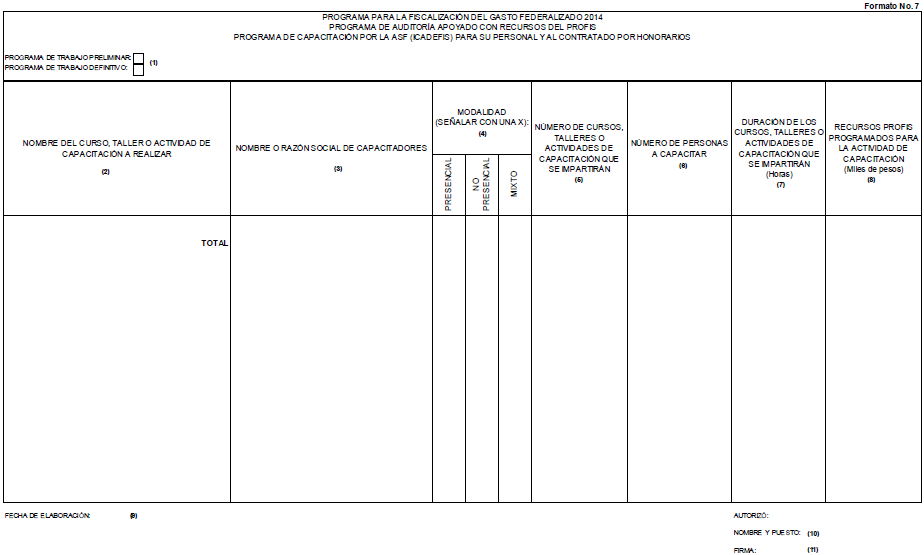 Formato No. 7
PROGRAMA PARA LA FISCALIZACIÓN DEL GASTO FEDERALIZADO 2014
PROGRAMA DE AUDITORÍA APOYADO CON RECURSOS DEL PROFIS
PROGRAMA DE CAPACITACIÓN POR LA ASF (ICADEFIS) PARA SU PERSONAL Y AL CONTRATADO POR HONORARIOS
PROGRAMA DE TRABAJO PRELIMINAR:
PROGRAMA DE TRABAJO DEFINITIVO:
(1)
NOMBRE DEL CURSO, TALLER O ACTIVIDAD DE
CAPACITACIÓN A REALIZAR
(2)
NOMBRE O RAZÓN SOCIAL DE CAPACITADORES
(3)
MODALIDAD
(SEÑALAR CON UNA X):
(4)
PRESENCIAL
NO
PRESENCIAL
MIXTO
NÚMERO DE CURSOS,
TALLERES O
ACTIVIDADES DE
CAPACITACIÓN QUE
SE IMPARTIRÁN
(5)
NÚMERO DE PERSONAS
A CAPACITAR
(6)
DURACIÓN DE LOS
CURSOS, TALLERES O
ACTIVIDADES DE
CAPACITACIÓN QUE
SE IMPARTIRÁN
(Horas)
(7)
RECURSOS PROFIS
PROGRAMADOS PARA
LA ACTIVIDAD DE
CAPACITACIÓN
(Miles de pesos)
(8)
TOTAL
FECHA DE ELABORACIÓN: (9)
AUTORIZÓ:
NOMBRE Y PUESTO: (10)
FIRMA: (11)